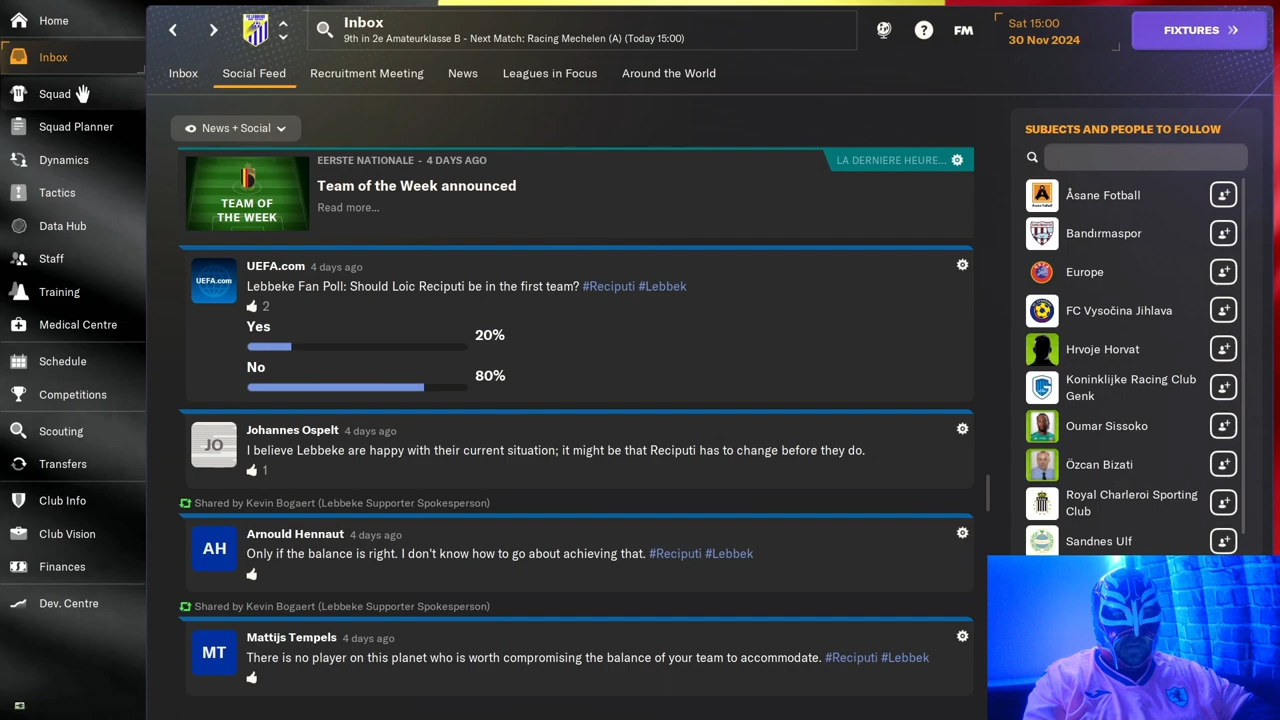 Home
Inbox
Squad
Squad Planner
Dynamics
Tactics
Data Hub
Staff
Training
Medical Centre
Schedule
Competitions
Scouting
Transfers
Club Info
Club Vision
Finances
Dev. Centre
Inbox
9th in 2e Amateurklasse B - Next Match: Racing Mechelen (A) (Today 15:00)
?
FM
Sat 15:00
30 Nov 2024
FIXTURES
Inbox
Social Feed
Recruitment Meeting
News
Leagues in Focus
Around the World
News + Social
EERSTE NATIONALE - 4 DAYS AGO
LA DERNIERE HEURE...
TEAM OF
THE WEEK
Team of the Week announced
Read more...
UEFA.com
UEFA.com 4 days ago
Lebbeke Fan Poll: Should Loic Reciputi be in the first team? #Reciputi #Lebbek
2
Yes
20%
No
80%
JO
Johannes Ospelt 4 days ago
I believe Lebbeke are happy with their current situation; it might be that Reciputi has to change before they do.
1
Shared by Kevin Bogaert (Lebbeke Supporter Spokesperson)
AH
Arnould Hennaut 4 days ago
Only if the balance is right. I don't know how to go about achieving that. #Reciputi #Lebbek
Shared by Kevin Bogaert (Lebbeke Supporter Spokesperson)
MT
Mattijs Tempels 4 days ago
There is no player on this planet who is worth compromising the balance of your team to accommodate. #Reciputi #Lebbek
SUBJECTS AND PEOPLE TO FOLLOW
Åsane Fotball
Bandırmaspor
Europe
FC Vysočina Jihlava
Hrvoje Horvat
Koninklijke Racing Club
Genk
Oumar Sissoko
Özcan Bizati
Royal Charleroi Sporting
Club
Sandnes Ulf